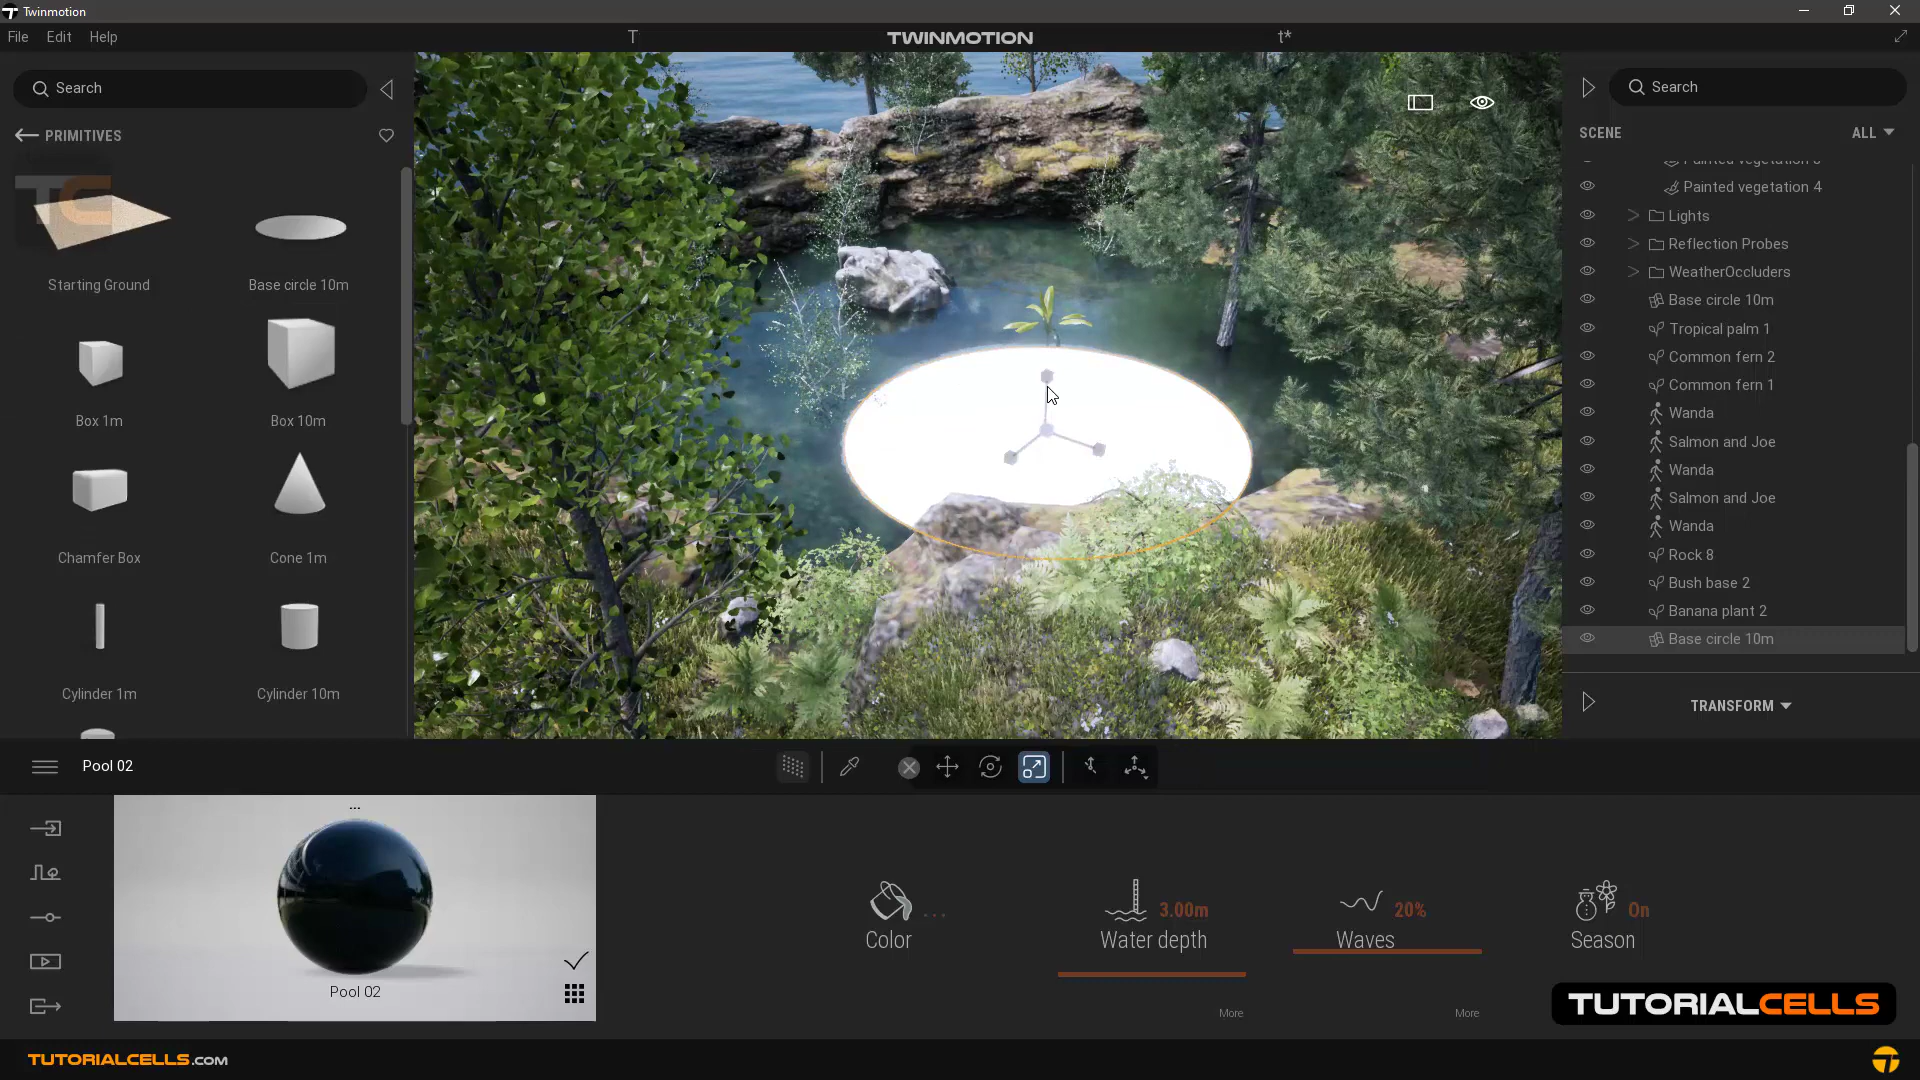 Twinmotion
File Edit Help
T
TWINMOTION
t*
Search
PRIMITIVES
TC
Starting Ground
Base circle 10m
Box 1m
Box 10m
Chamfer Box
Cone 1m
Cylinder 1m
Cylinder 10m
Search
SCENE
ALL
Painted vegetation
Painted vegetation 4
Lights
Reflection Probes
WeatherOccluders
Base circle 10m
Tropical palm 1
Common fern 2
Common fern 1
Wanda
Salmon and Joe
Wanda
Salmon and Joe
Wanda
Rock 8
Bush base 2
Banana plant 2
Base circle 10m
TRANSFORM
Pool 02
...
Pool 02
Color ...
3.00m
Water depth
More
20%
Waves
More
On
Season
TUTORIALCELLS
TUTORIALCELLS.COM